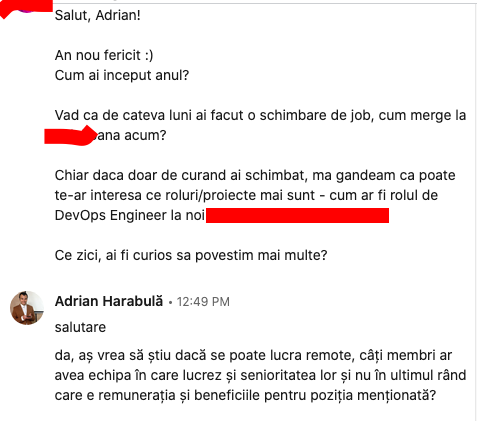 Salut, Adrian!
An nou fericit :)
Cum ai inceput anul?
Vad ca de cateva luni ai facut o schimbare de job, cum merge la
ana acum?
Chiar daca doar de curand ai schimbat, ma gandeam ca poate
te-ar interesa ce roluri/proiecte mai sunt - cum ar fi rolul de
DevOps Engineer la noi
Ce zici, ai fi curios sa povestim mai multe?
Adrian Harabulă • 12:49 PM
salutare
da, aș vrea să știu dacă se poate lucra remote, câți membri ar
avea echipa în care lucrez și senioritatea lor și nu în ultimul rând
care e remunerația și beneficiile pentru poziția menționată?